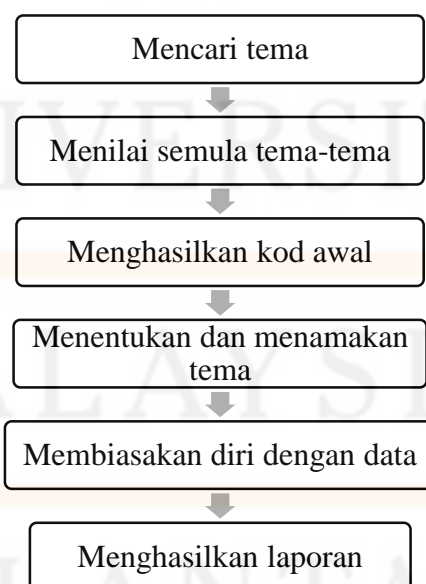 Mencari tema
Menilai semula tema-tema
Menghasilkan kod awal
Menentukan dan menamakan
tema
Membiasakan diri dengan data
Menghasilkan laporan